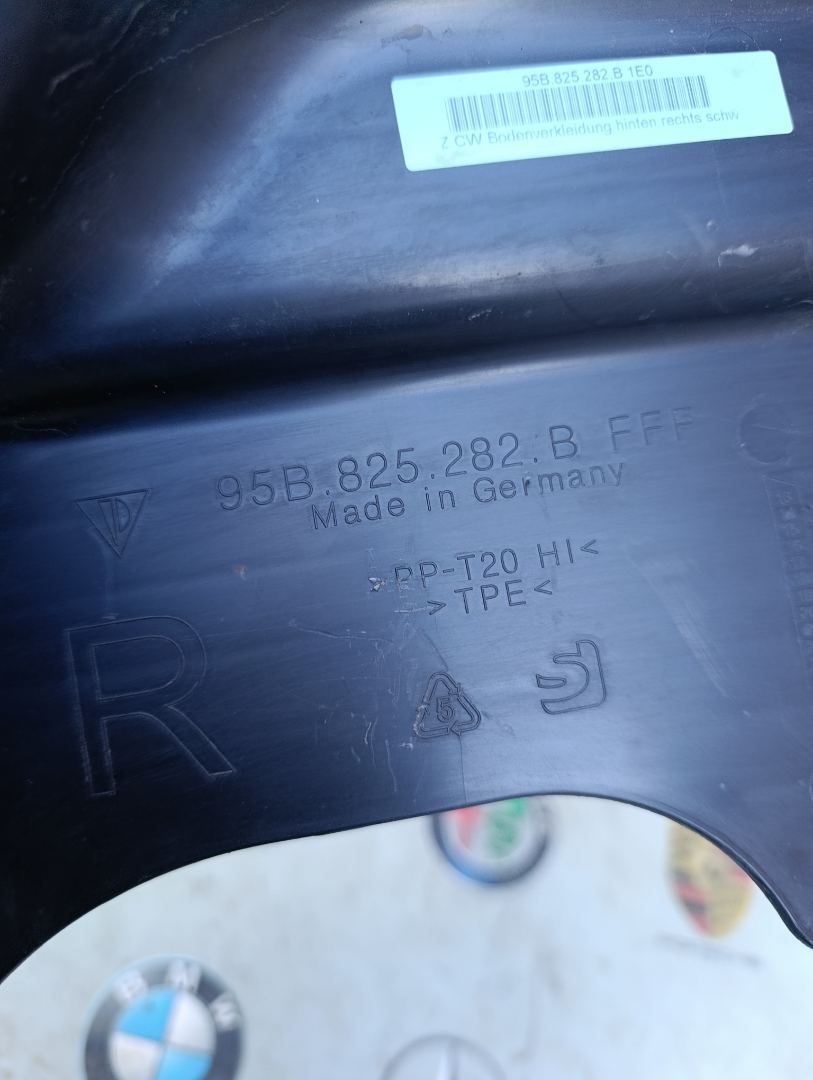 95B.825.282.B 1E0
Z CW Bodenverkleidung hinten rechts schw
95B.825.282.B FFF
Made in Germany
>PP-T20 HI<
>TPE<
R
5
BMW